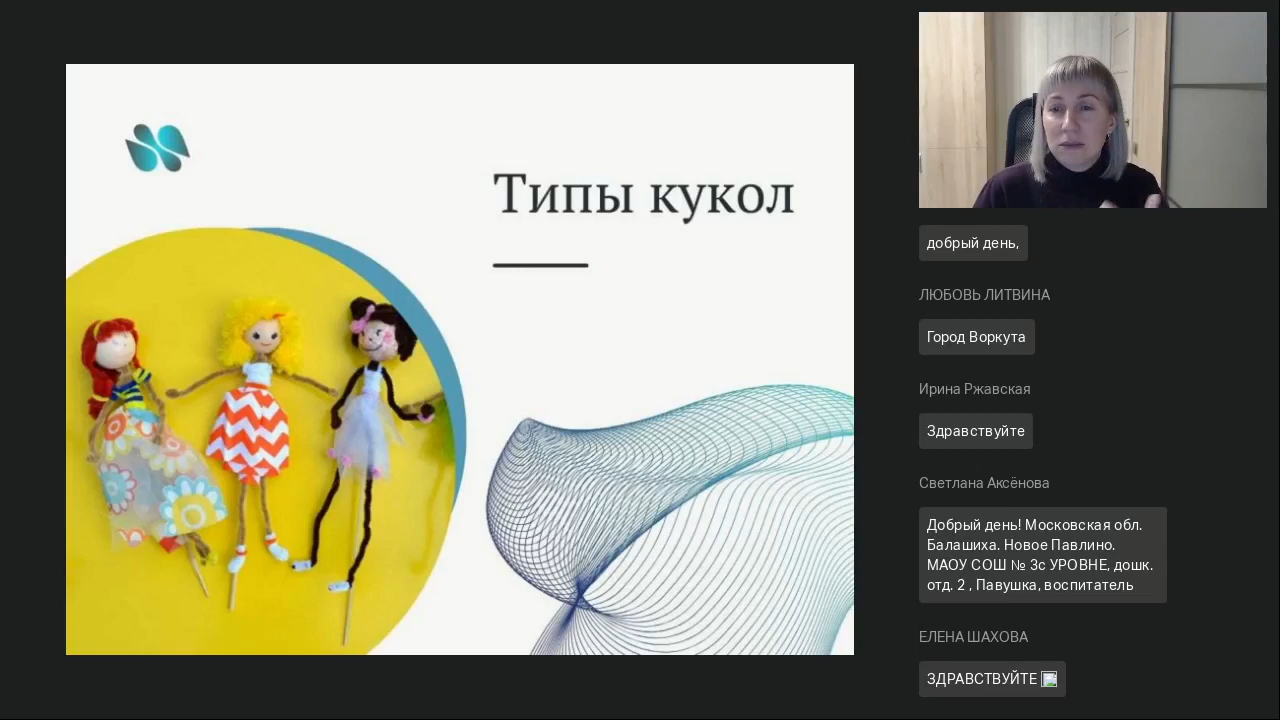 Типы кукол
добрый день,
ЛЮБОВЬ ЛИТВИНА
Город Воркута
Ирина Ржавская
Здравствуйте
Светлана Аксёнова
Добрый день! Московская обл.
Балашиха. Новое Павлино.
МАОУ СОШ № 3с УРОВНЕ, дошк.
отд. 2 , Павушка, воспитатель
ЕЛЕНА ШАХОВА
ЗДРАВСТВУЙТЕ